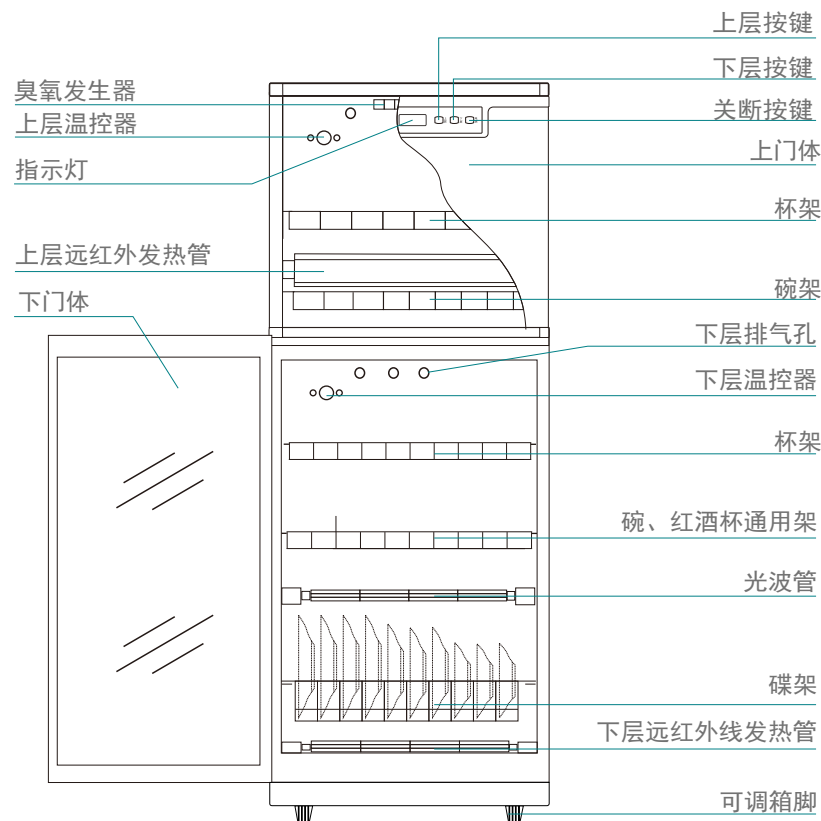 上层按键
下层按键
臭氧发生器
关断按键
上层温控器
上门体
指示灯
杯架
上层远红外发热管
碗架
下门体
下层排气孔
下层温控器
杯架
碗、红酒杯通用架
光波管
碟架
下层远红外线发热管
可调箱脚